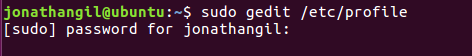 jonathangil@ubuntu:~$ sudo gedit /etc/profile
[sudo] password for jonathangil: